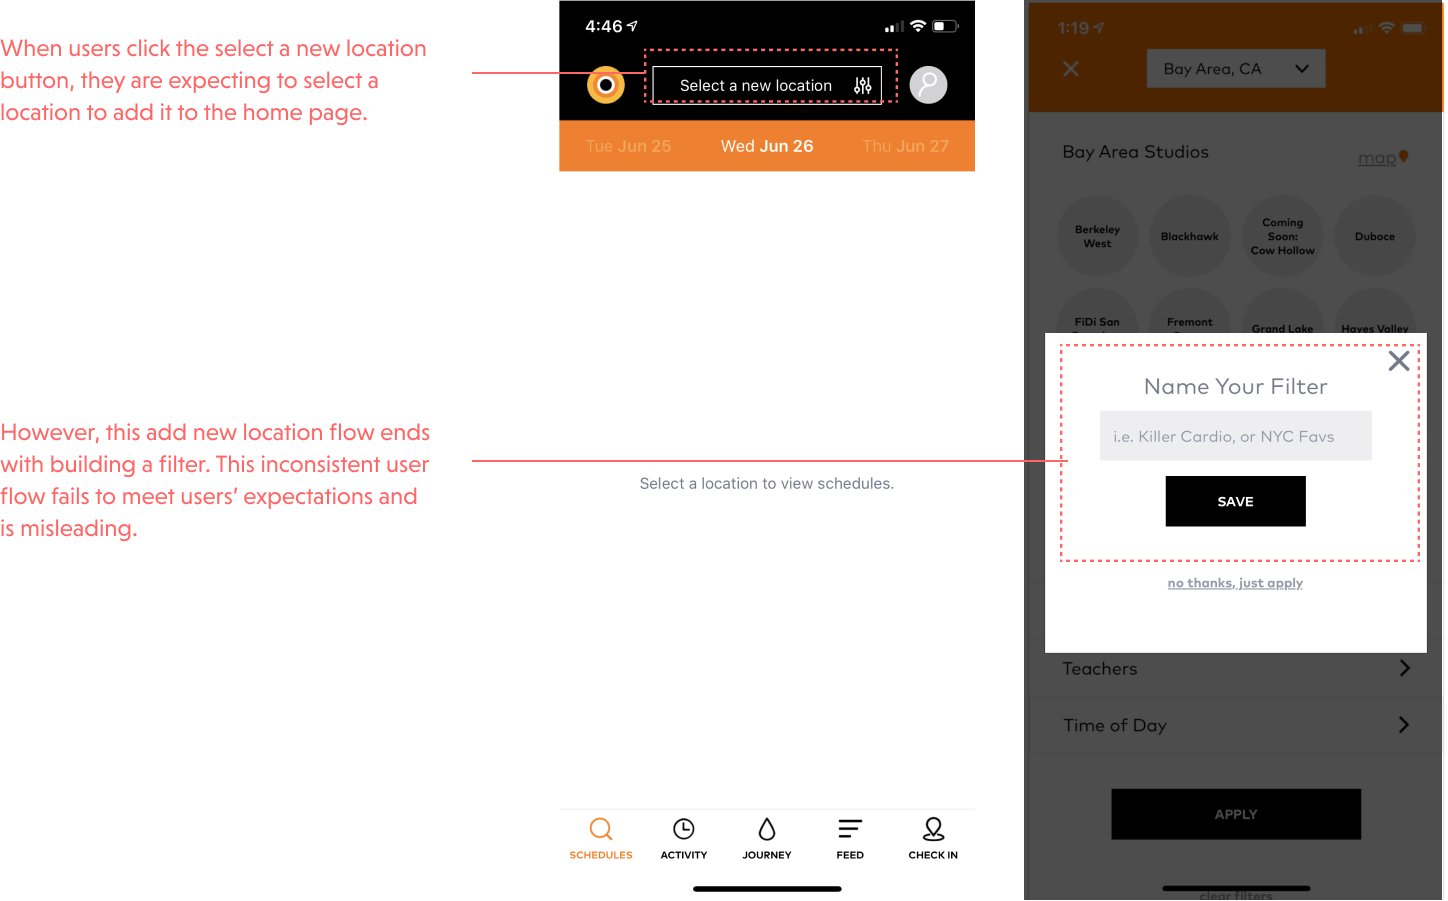 When users click the select a new location
button, they are expecting to select a
location to add it to the home page.
However, this add new location flow ends
with building a filter. This inconsistent user
flow fails to meet users’ expectations and
is misleading.
4:46
Select a new location
Tue Jun 25
Wed Jun 26
Thu Jun 27
Select a location to view schedules.
SCHEDULES
ACTIVITY
JOURNEY
FEED
CHECK IN
1:19
Bay Area, CA
Bay Area Studios
map
Berkeley
West
Blackhawk
Coming
Soon:
Cow Hollow
Duboce
FiDi San
Fremont
Grand Lake
Hayes Valley
Name Your Filter
i.e. Killer Cardio, or NYC Favs
SAVE
no thanks, just apply
Teachers
Time of Day
APPLY
clear filters